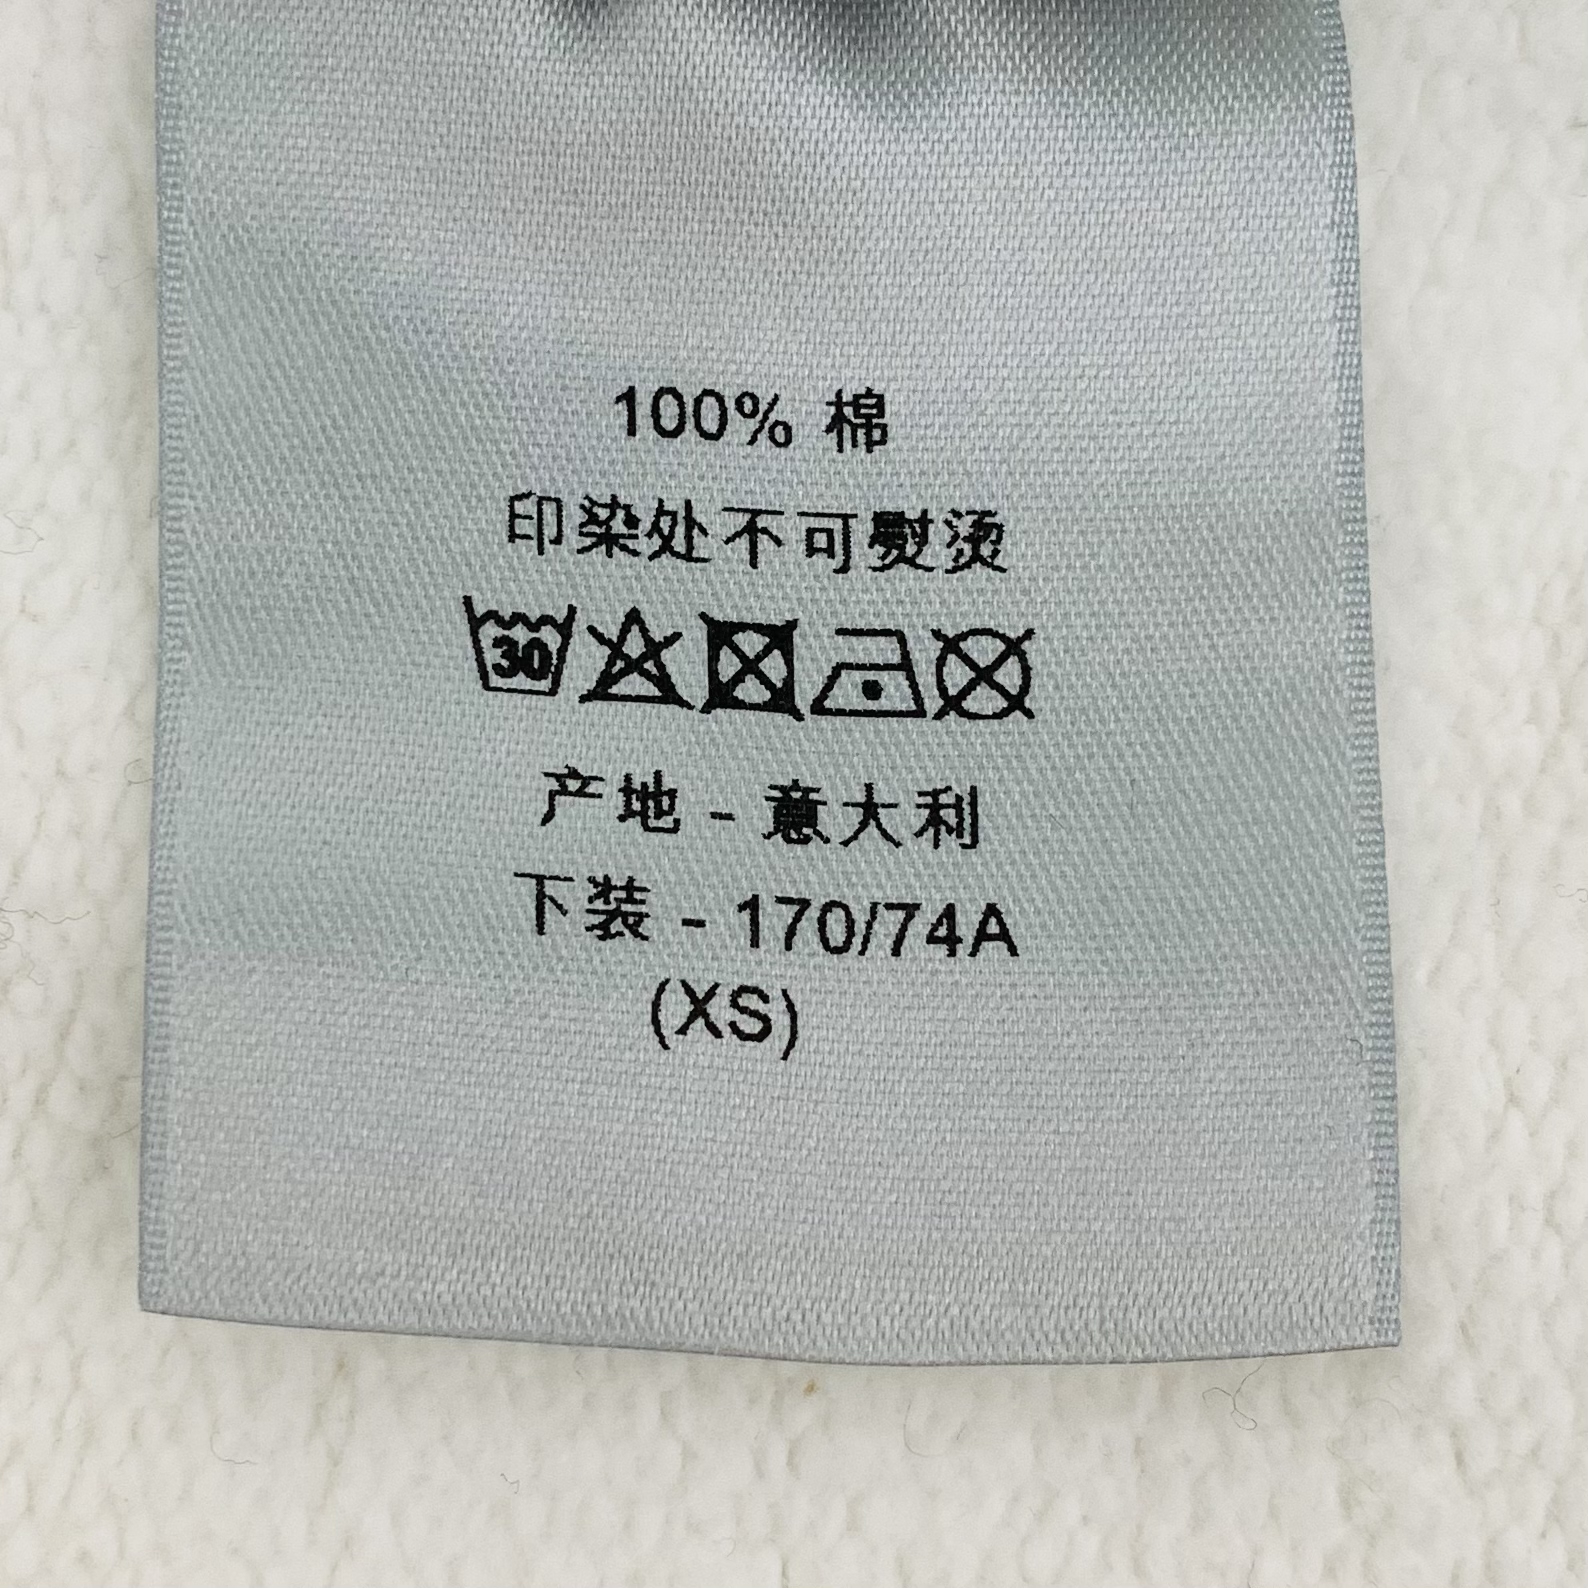 100% 棉
印染处不可熨烫
30
产地 - 意大利
下装 - 170/74A
(XS)